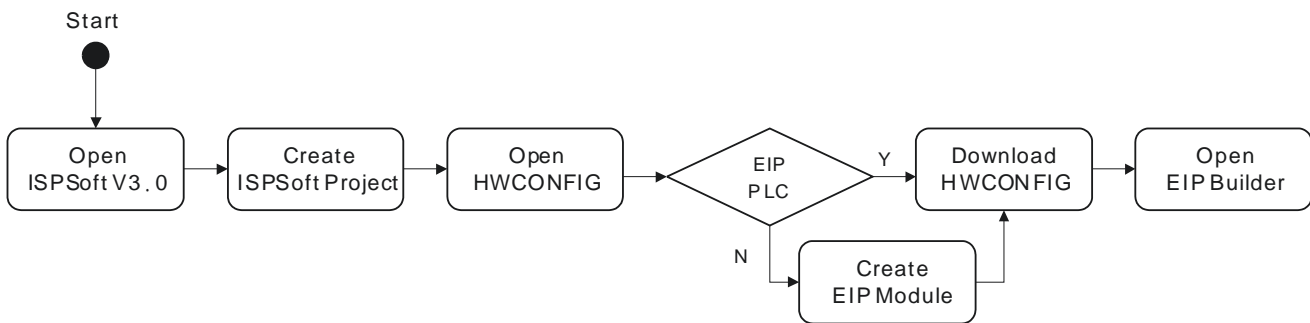 Start
Open
ISPSoft V3.0
Create
ISPSoft Project
Open
HWCONFIG
EIP
PLC
Y
Download
HWCONFIG
Open
EIP Builder
N
Create
EIP Module